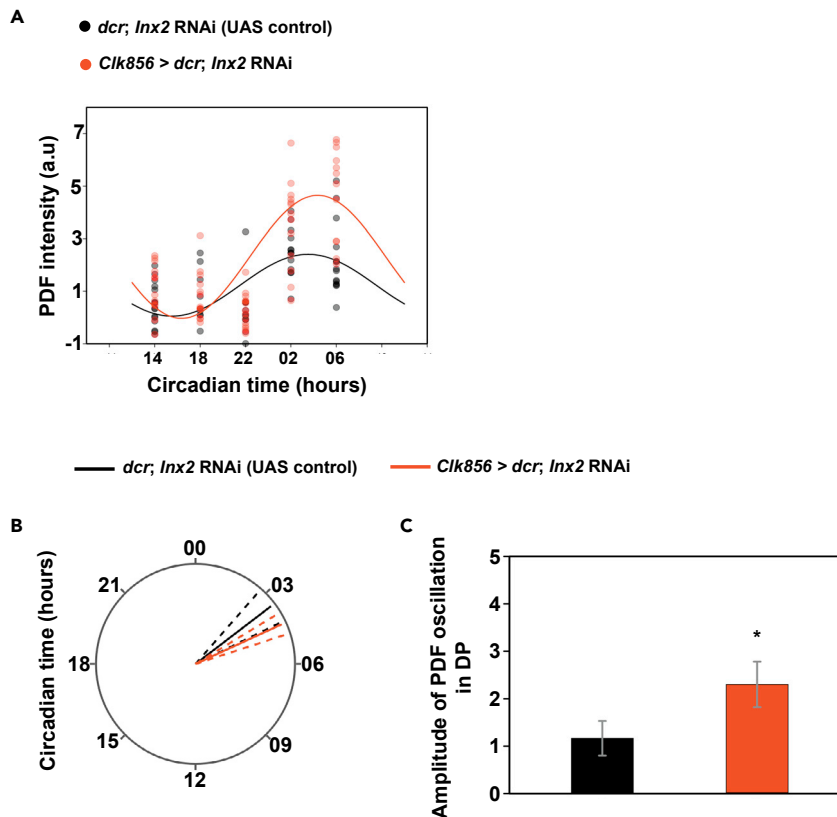 A
dcr; Inx2 RNAi (UAS control)
Clk856 > dcr; Inx2 RNAi
PDF intensity (a.u)
7
5
3
1
-1
14 18 22 02 06
Circadian time (hours)
dcr; Inx2 RNAi (UAS control) Clk856 > dcr; Inx2 RNAi
B
Circadian time (hours)
00
03
06
09
12
15
18
21
C
Amplitude of PDF oscillation
in DP
5
4
3
2
1
0
*